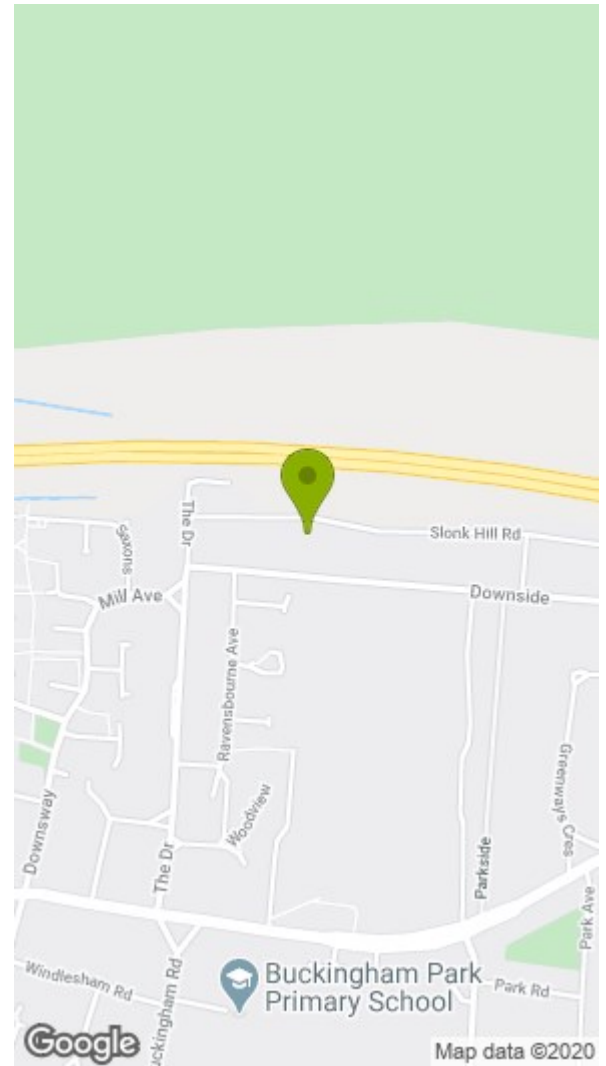 The Dr
Slonk Hill Rd
Saxons
Mill Ave
Downside
Ravensbourne Ave
Greenways Cres
Woodview
Downsway
The Dr
Parkside
Park Ave
Windlesham Rd
uckingham Rd
Buckingham Park
Primary School
Park Rd
Google
Map data ©2020